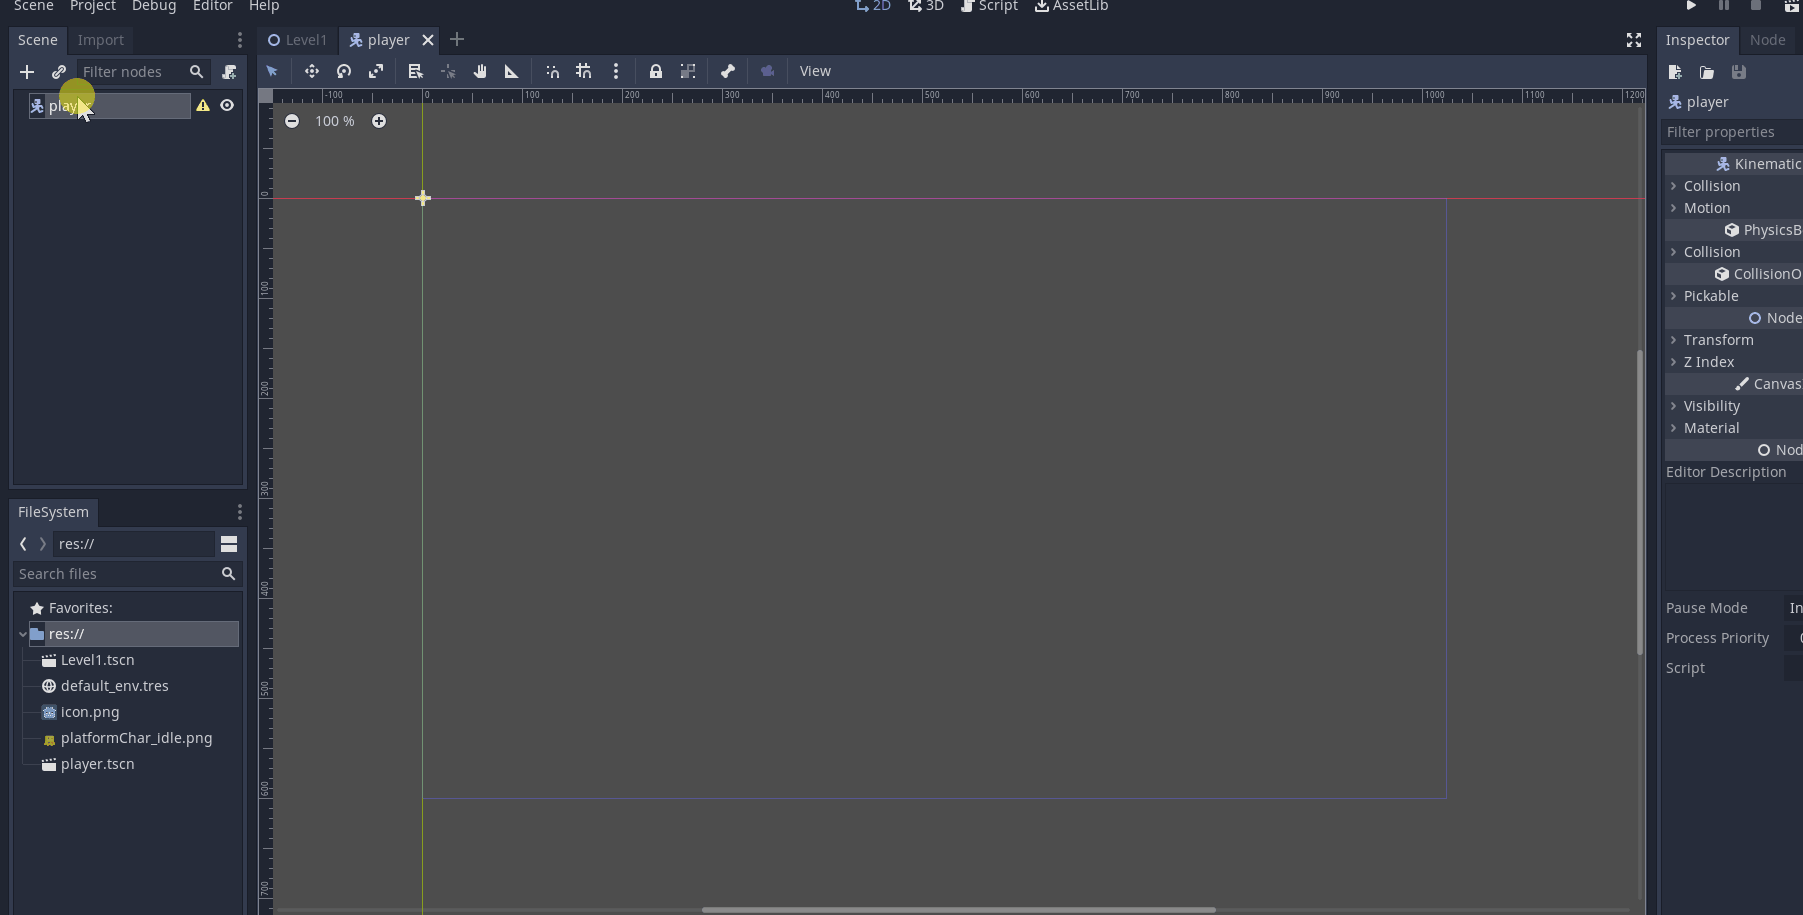 Scene Project Debug Editor Help
2D 3D Script AssetLib
Scene Import
Filter nodes
player
Level1 player
View
-100 0 100 200 300 400 500 600 700 800 900 1000 1100 1200
100 %
0
100
200
300
400
500
600
700
FileSystem
res://
Search files
Favorites:
res://
Level1.tscn
default_env.tres
icon.png
platformChar_idle.png
player.tscn
Inspector Node
player
Filter properties
Kinematic
Collision
Motion
PhysicsB
Collision
CollisionO
Pickable
Node
Transform
Z Index
Canvas
Visibility
Material
Nod
Editor Description
Pause Mode In
Process Priority 0
Script